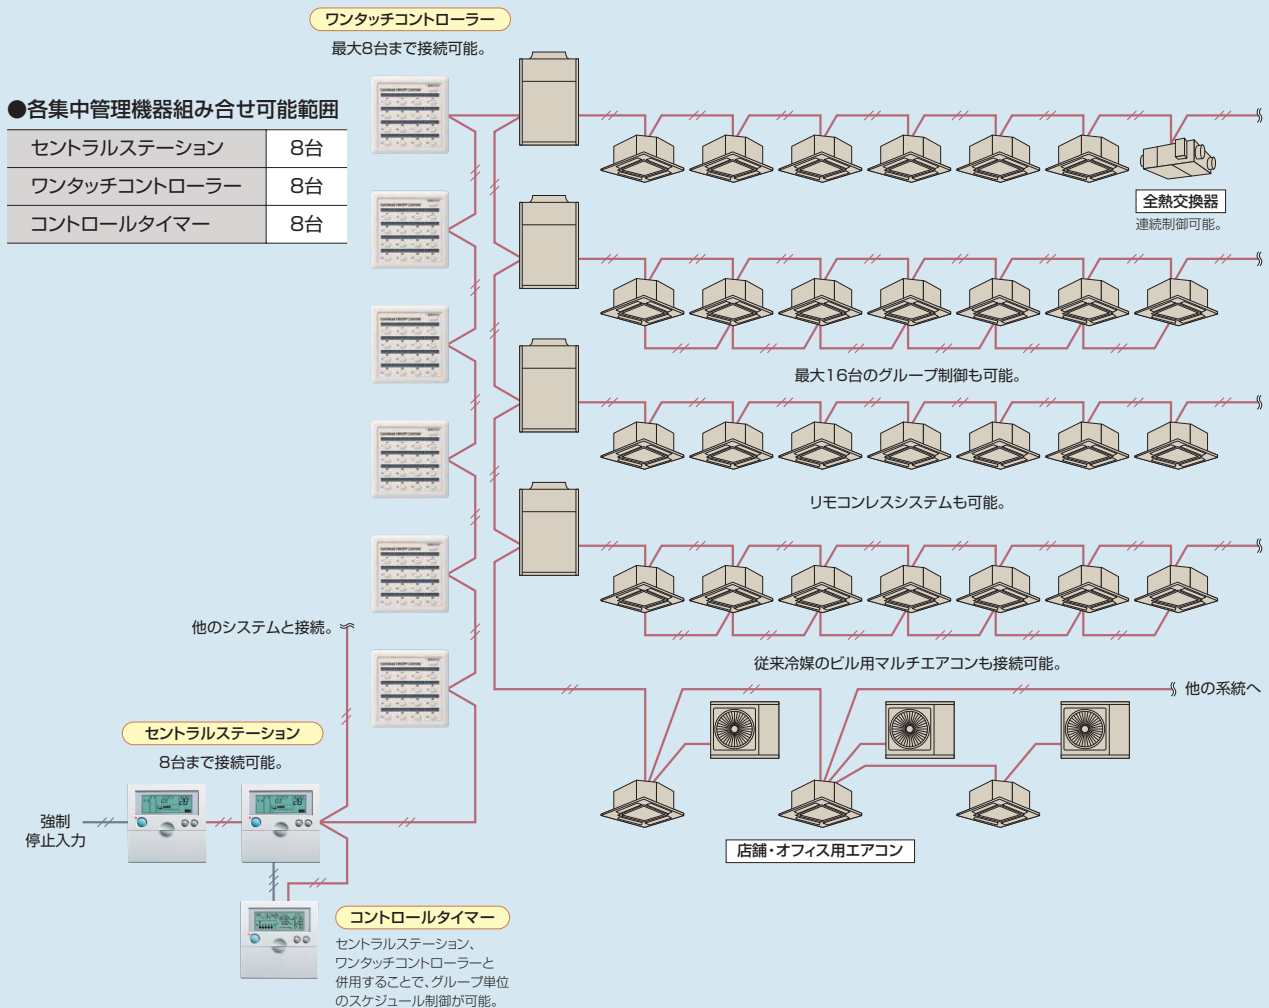 ワンタッチコントローラー
最大8台まで接続可能。
●各集中管理機器組み合せ可能範囲
セントラルステーション 8台
ワンタッチコントローラー 8台
コントロールタイマー 8台
全熱交換器
連続制御可能。
最大16台のグループ制御も可能。
リモコンレスシステムも可能。
従来冷媒のビル用マルチエアコンも接続可能。
他のシステムと接続。
他の系統へ
セントラルステーション
8台まで接続可能。
強制
停止入力
店舗・オフィス用エアコン
コントロールタイマー
セントラルステーション、
ワンタッチコントローラーと
併用することで、グループ単位
のスケジュール制御が可能。